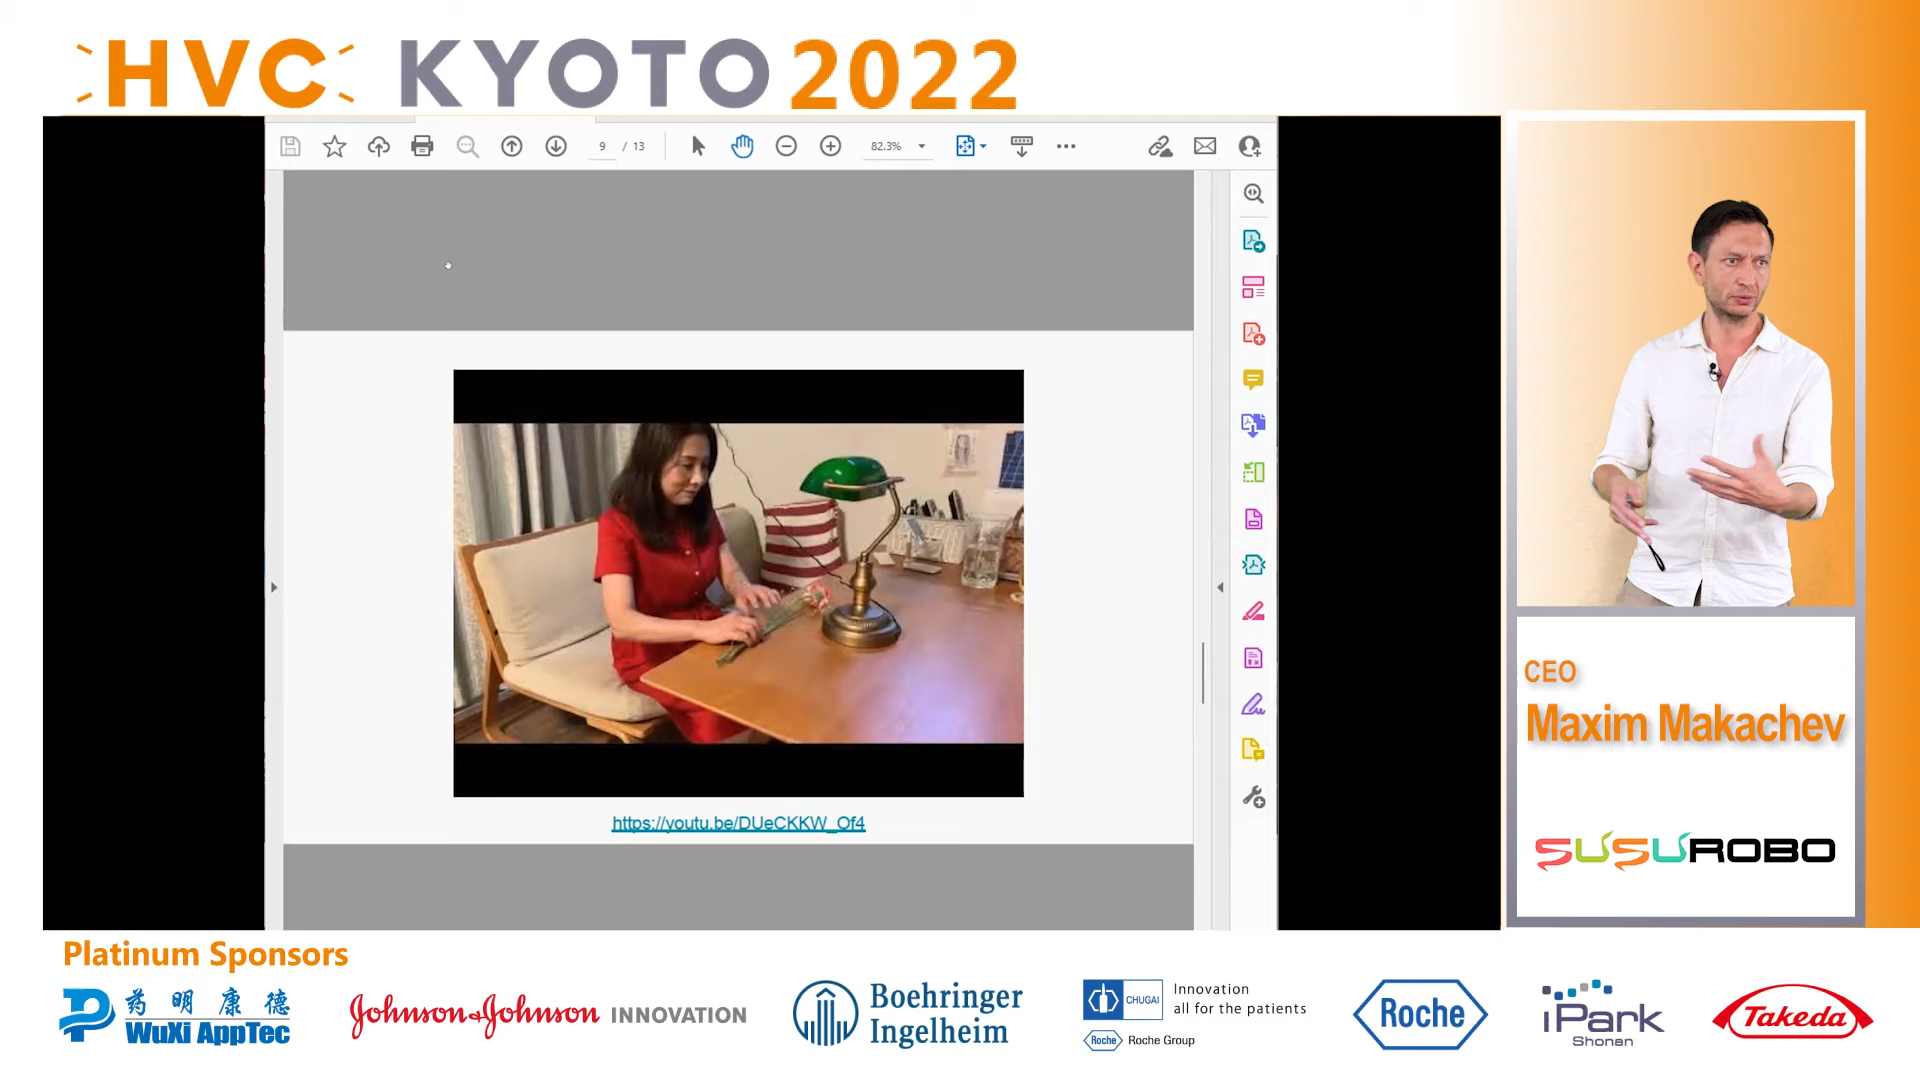 HVC KYOTO 2022
9 / 13
82.3%
https://youtu.be/DUeCKKW_Of4
CEO
Maxim Makachev
SUSUROBO
Platinum Sponsors
药明康德
WuXi AppTec
Johnson & Johnson INNOVATION
Boehringer
Ingelheim
CHUGAI
Innovation
all for the patients
Roche
Roche Group
Roche
iPark
Shonan
Takeda